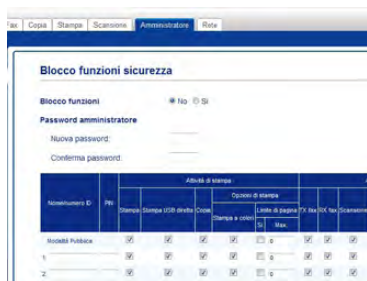 Fax Copia Stampa Scansione Amministratore Rete
Blocco funzioni sicurezza
Blocco funzioni No Sì
Password amministratore
Nuova password:
Conferma password:
Attività di stampa
Opzioni di stampa
Nome/numero ID PIN Stampa Stampa USB diretta Copia Stampa a colori Limite di pagine TX fax RX fax Scansione
Sì Max.
Modalità Pubblica 0
1 0
2 0